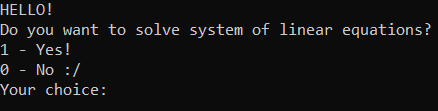 HELLO!
Do you want to solve system of linear equations?
1 - Yes!
0 - No :/
Your choice: